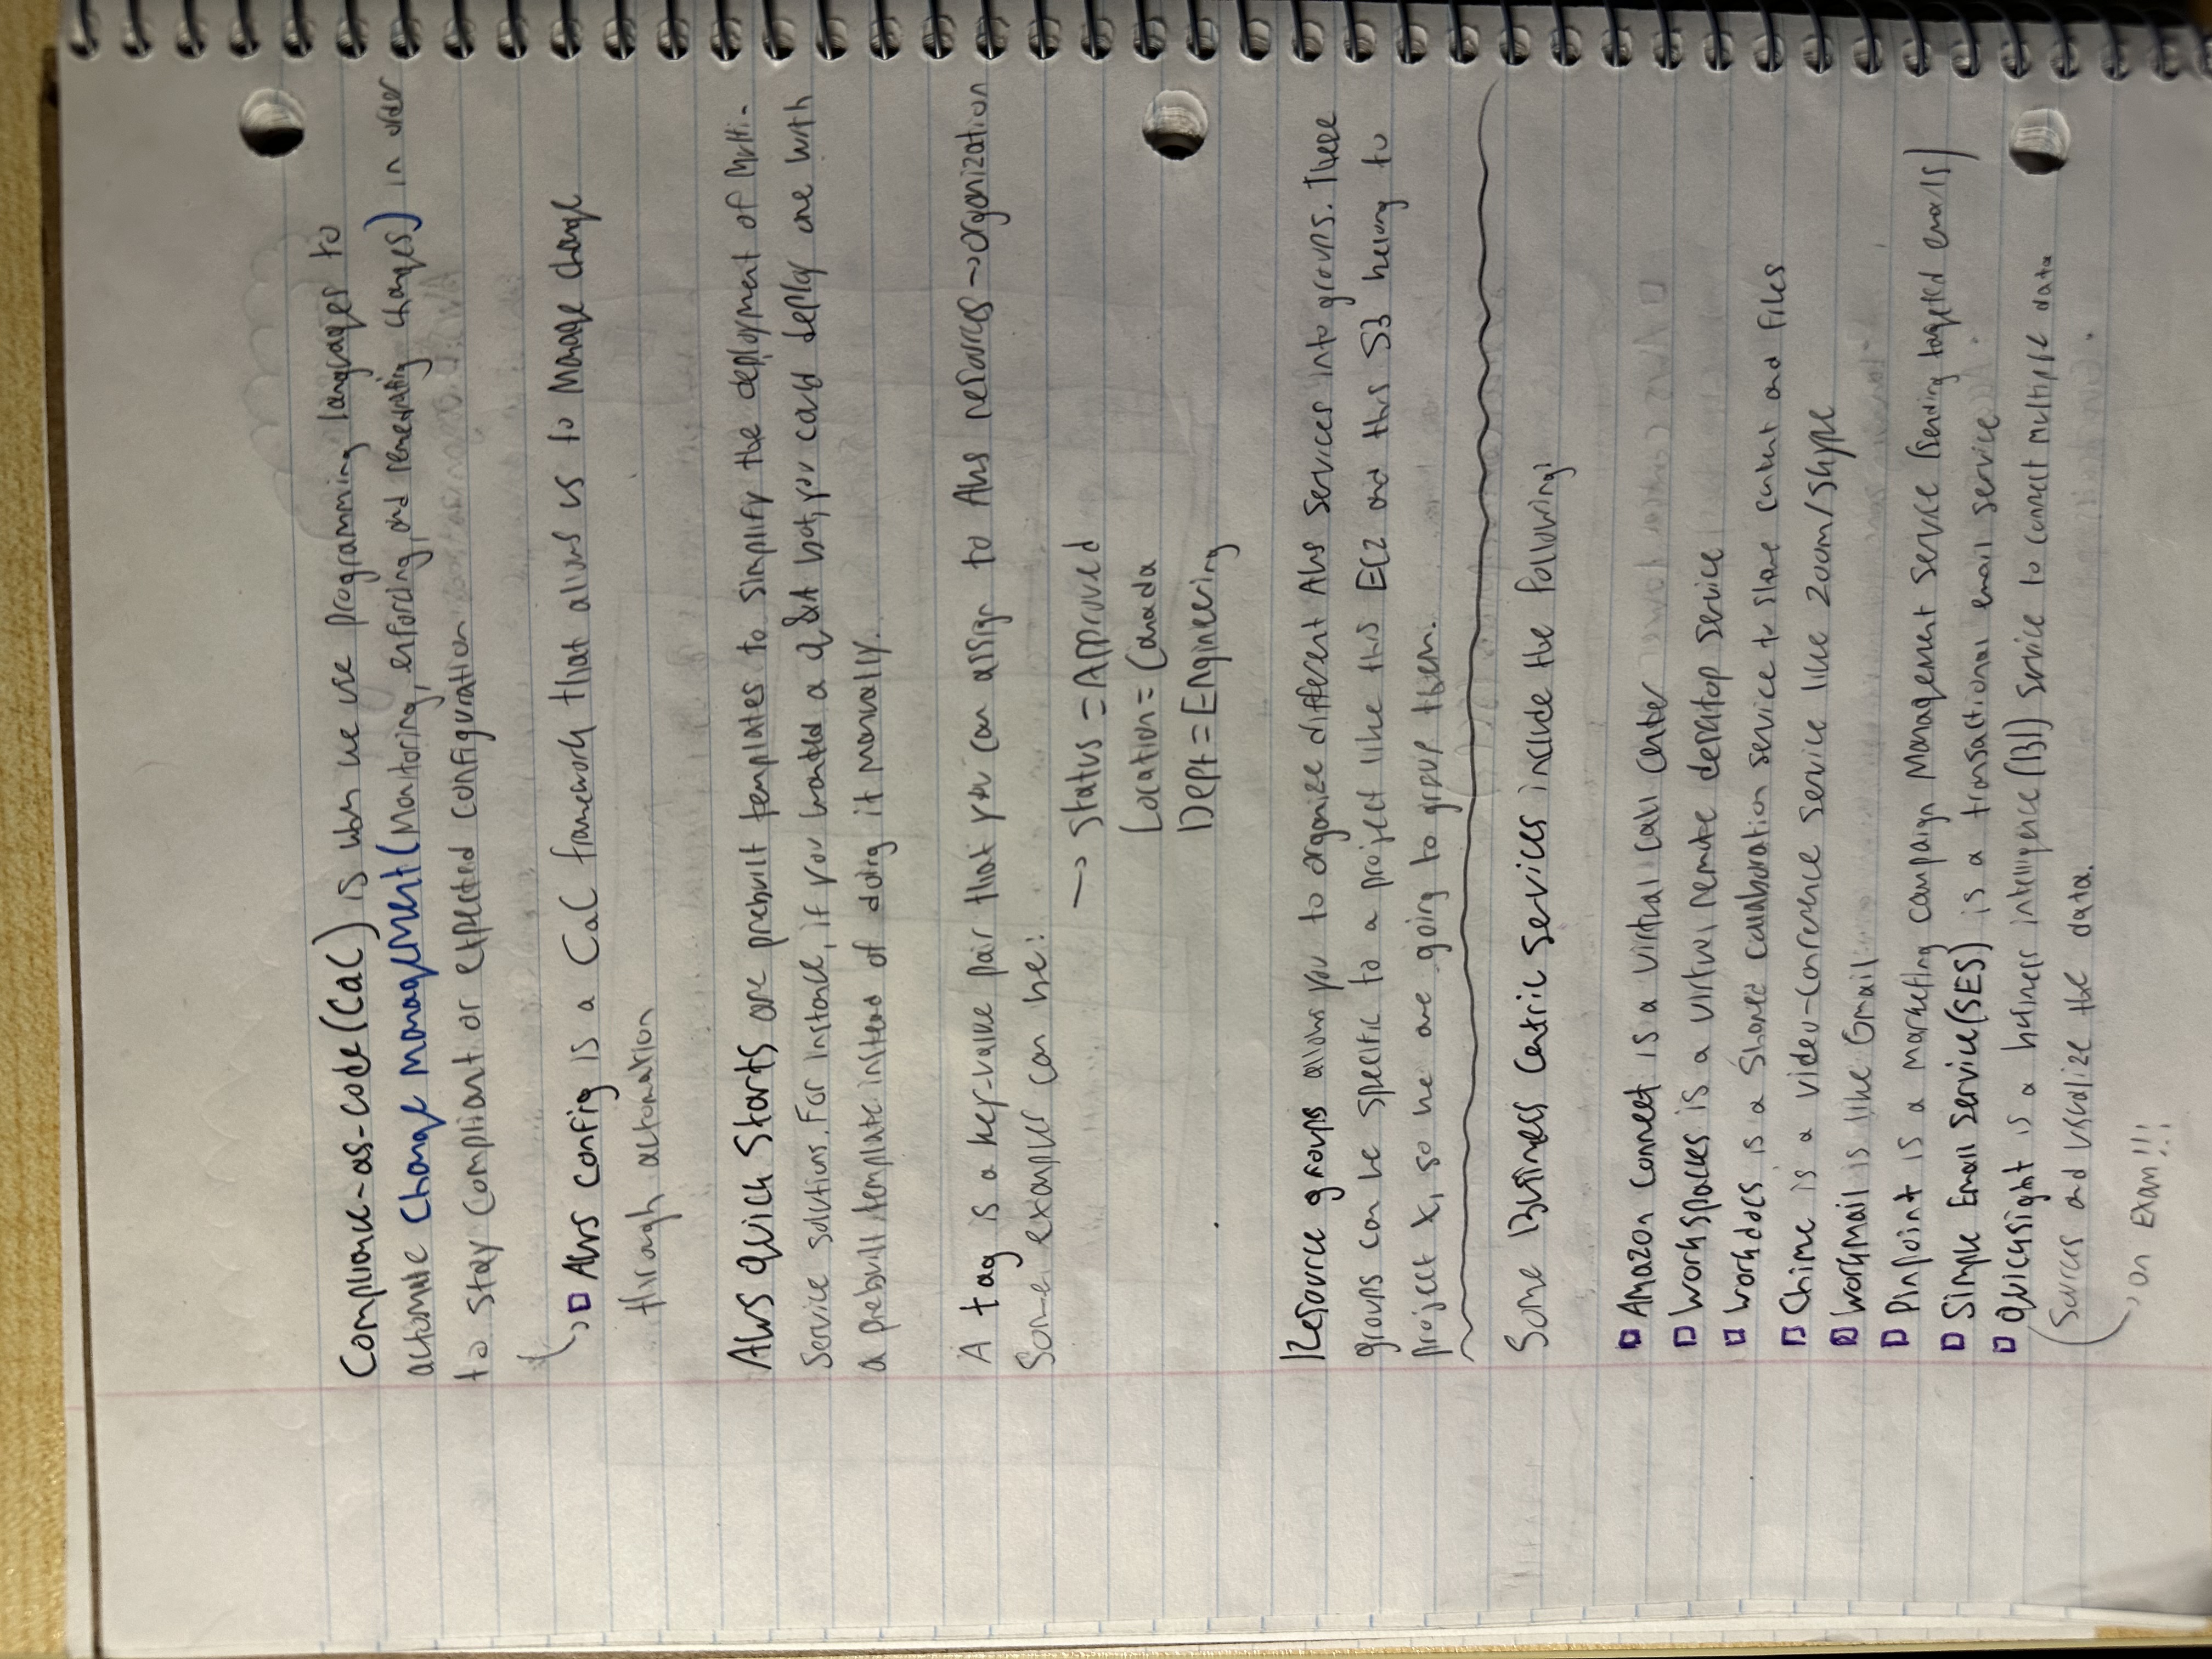 Compliance-as-code (CaC) is when we use programming languages to
automate Change Management (Monitoring, enforcing, and remediating changes) in order
to stay compliant or expected configuration
AWS Config is a CaC framework that allows us to manage change
through automation
AWS Quick Starts are prebuilt templates to simplify the deployment of multi-
service solutions. For instance, if you wanted a Q&A bot, you could deploy one with
a prebuilt template instead of doing it manually.
A tag is a key-value pair that you can assign to AWS resources → organization
Some examples can be:
→ Status = Approved
Location = Canada
Dept = Engineering
Resource groups allows you to organize different AWS services into groups. These
groups can be specific to a project like this EC2 and this S3 belong to
project X, so we are going to group them.
Some Business Centric Services include the following:
Amazon Connect is a virtual call center
Workspaces is a virtual remote desktop service
Workdocs is a shared collaboration service to store content and files
Chime is a video-conference service like Zoom/Skype
WorkMail is like Gmail
Pinpoint is a marketing campaign management service (sending targeted emails)
Simple Email Service (SES) is a transactional email service
Quicksight is a business intelligence (BI) service to connect multiple data
sources and visualize the data.
→ on Exam!!!